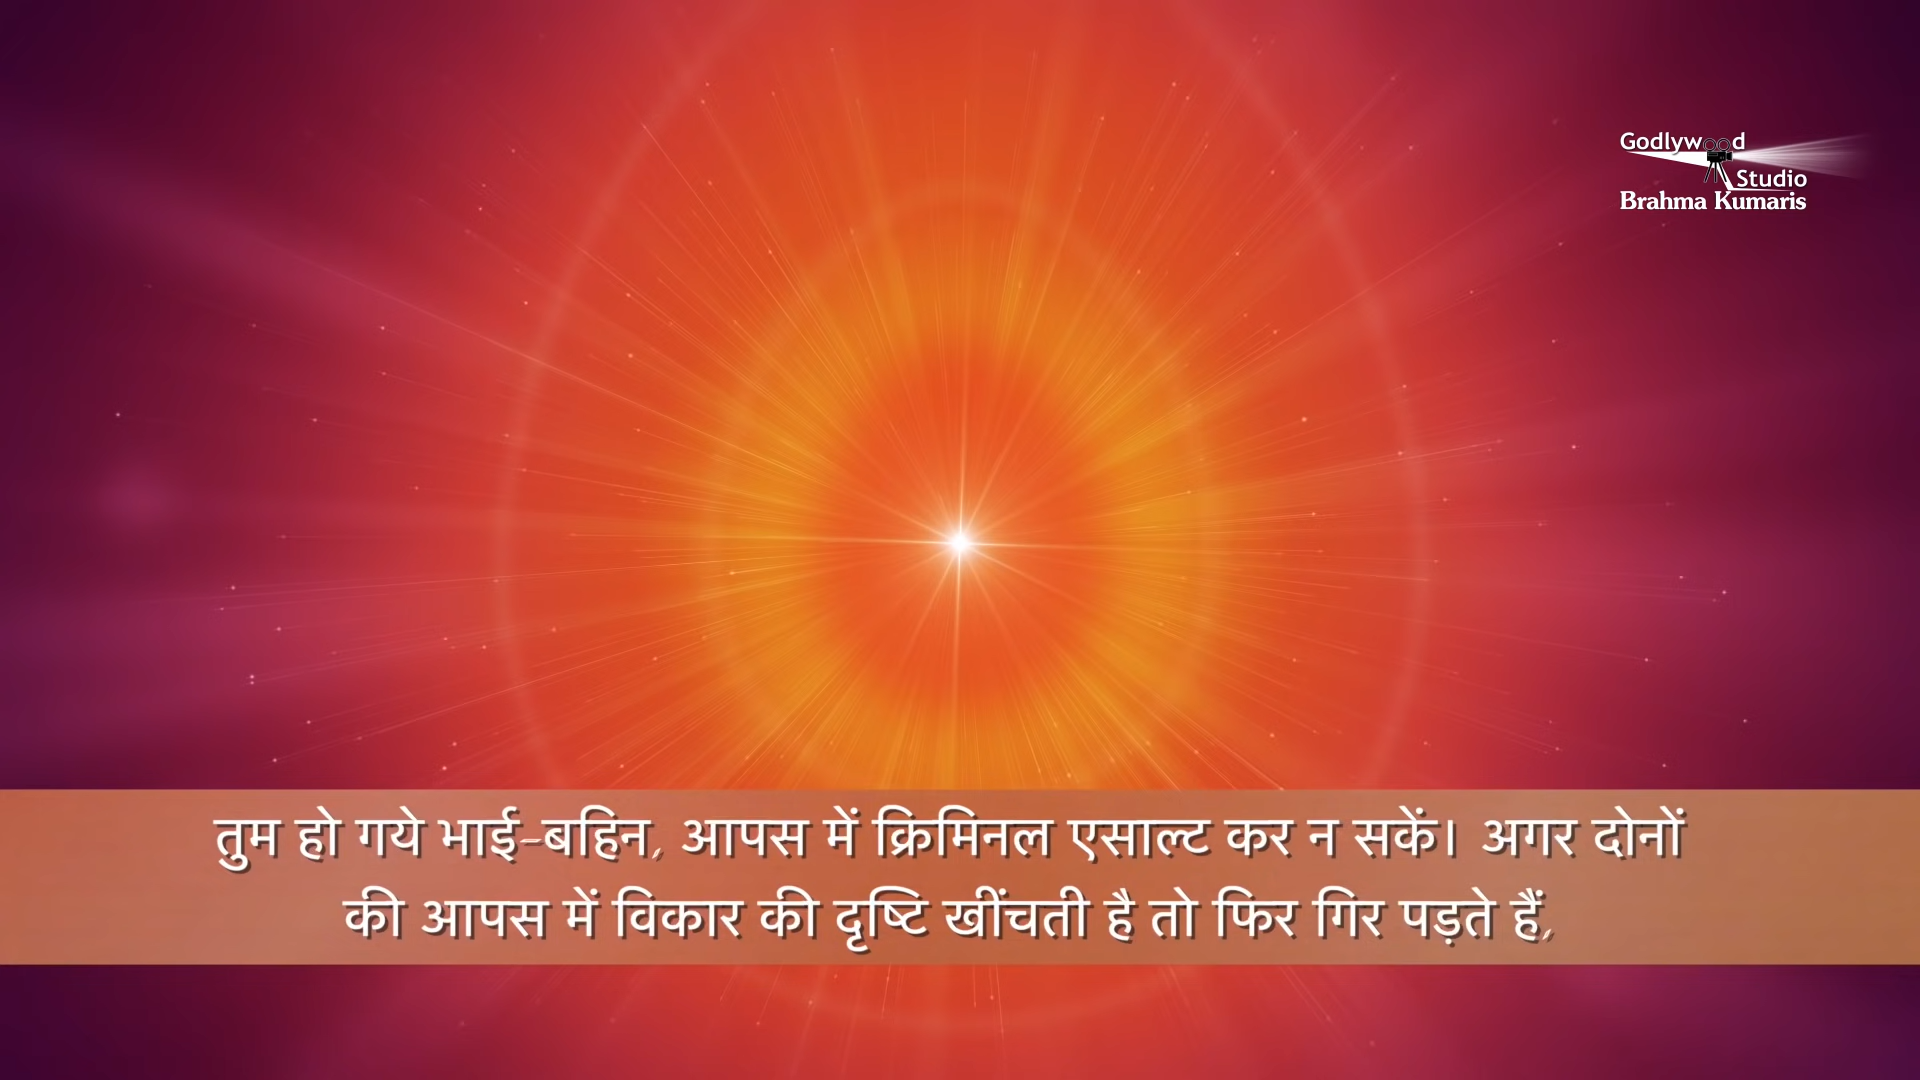 Godlywood
Studio
Brahma Kumaris
तुम हो गये भाई-बहिन, आपस में क्रिमिनल एसाल्ट कर न सकें। अगर दोनों
की आपस में विकार की दृष्टि खींचती है तो फिर गिर पड़ते हैं,